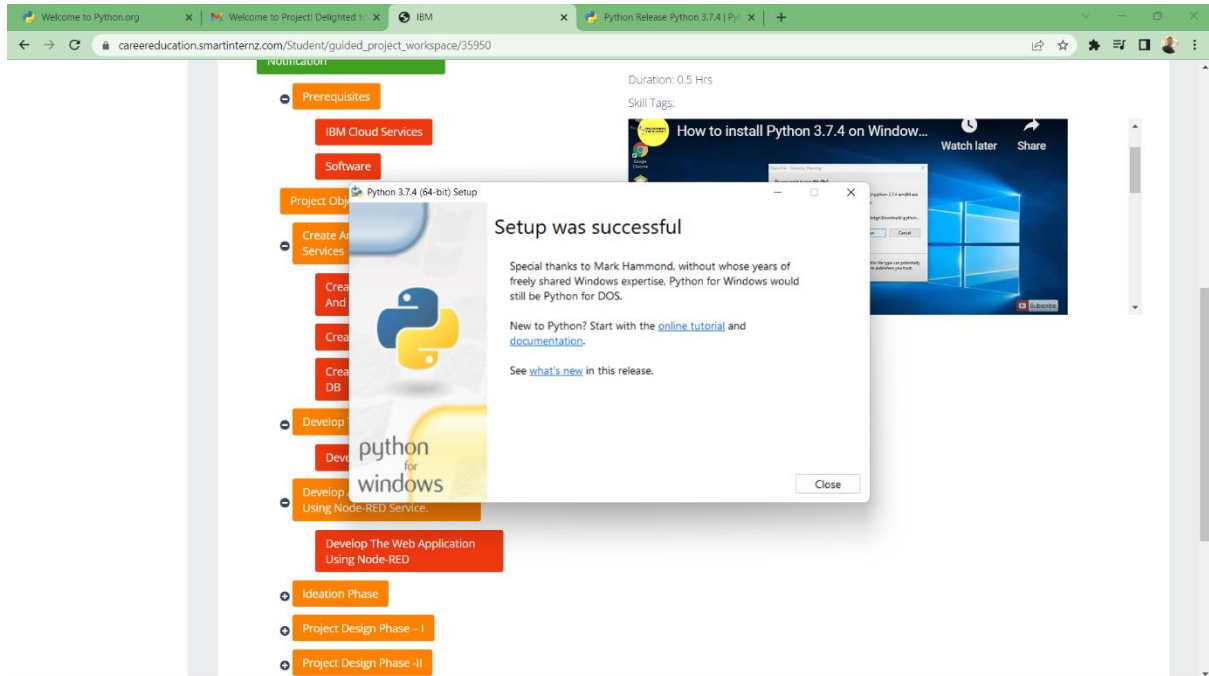 Welcome to Python.org
Welcome to Project! Delighted t
IBM
Python Release Python 3.7.4 | Py
careereducation.smartinternz.com/Student/guided_project_workspace/35950
Notification
Prerequisites
IBM Cloud Services
Software
Project Obj
Create An
Services
Crea
And
Crea
Crea
DB
Develop
Deve
Develop
Using Node-RED Service.
Develop The Web Application
Using Node-RED
Ideation Phase
Project Design Phase – I
Project Design Phase -II
Duration: 0.5 Hrs
Skill Tags:
How to install Python 3.7.4 on Window...
Watch later
Share
Cancel
Subscribe
Python 3.7.4 (64-bit) Setup
Setup was successful
Special thanks to Mark Hammond, without whose years of
freely shared Windows expertise, Python for Windows would
still be Python for DOS.
New to Python? Start with the online tutorial and
documentation.
See what's new in this release.
python
for
windows
Close